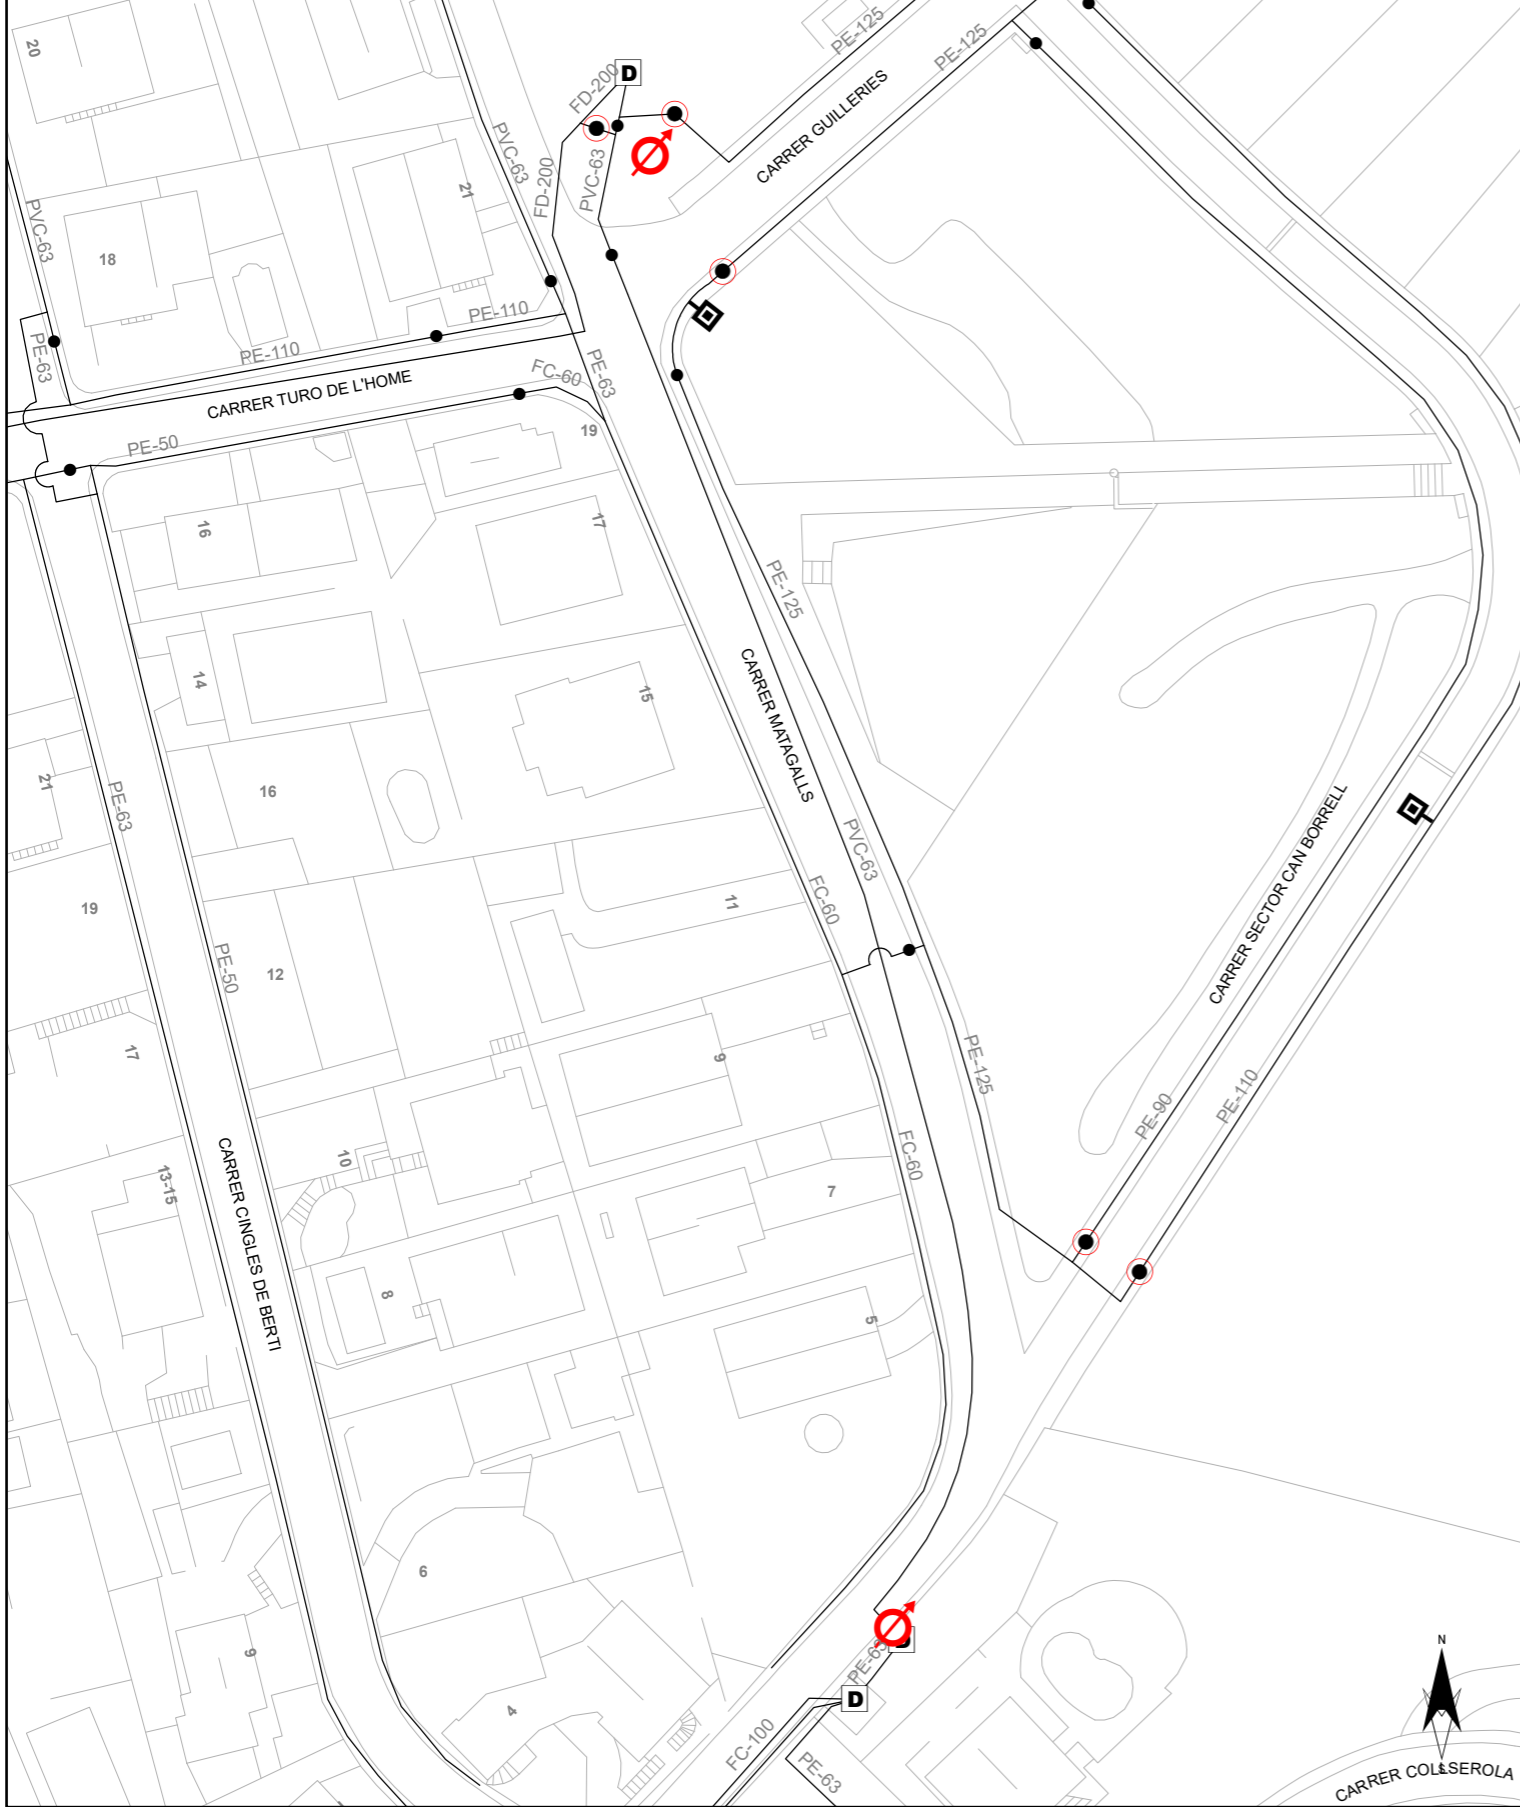 20
FD-200
D
PE-125
PE-125
CARRER GUILLERIES
PVC-63
FD-200
PVC-63
21
PVC-63
18
PE-110
PE-110
PE-63
FC-60
PE-63
CARRER TURO DE L'HOME
PE-50
19
16
17
PE-125
14
15
CARRER MATAGALLS
16
21
PE-63
CARRER SECTOR CAN BORRELL
PVC-63
19
FC-60
11
12
PE-50
17
9
PE-125
PE-90
PE-110
10
13-15
FC-60
7
CARRER CINGLES DE BERTI
8
5
6
9
PE-63
D
D
4
FC-100
PE-63
N
S
CARRER COLLSEROLA